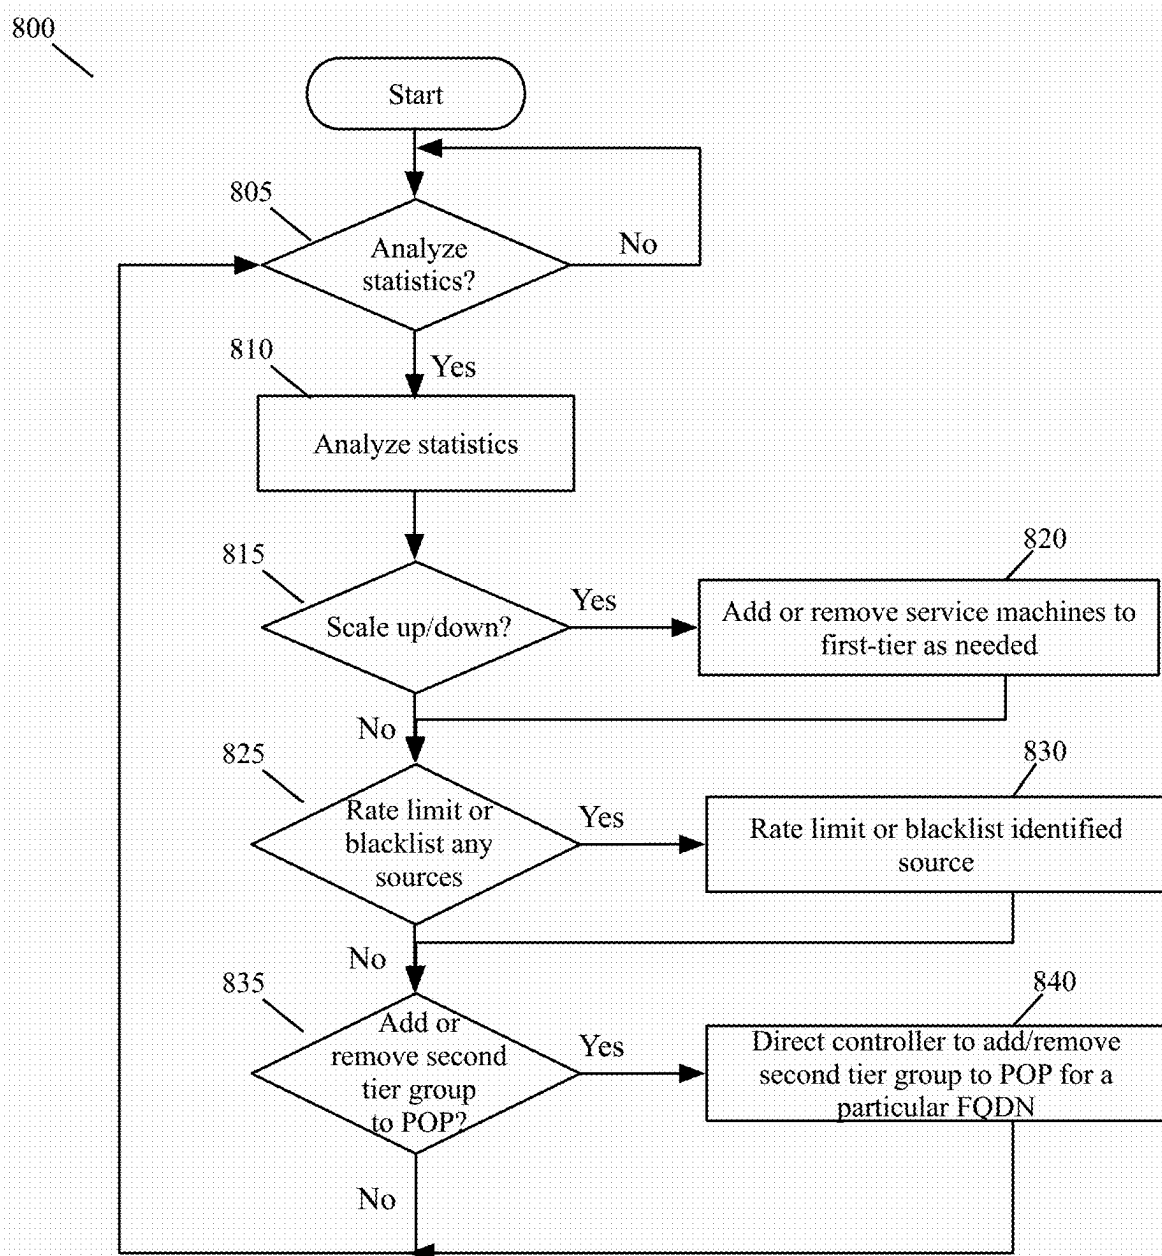 800
Start
805
Analyze
statistics?
No
Yes
810
Analyze statistics
815
Scale up/down?
Yes
820
Add or remove service machines to
first-tier as needed
No
825
Rate limit or
blacklist any
sources
Yes
830
Rate limit or blacklist identified
source
No
835
Add or
remove second
tier group
to POP?
Yes
840
Direct controller to add/remove
second tier group to POP for a
particular FQDN
No